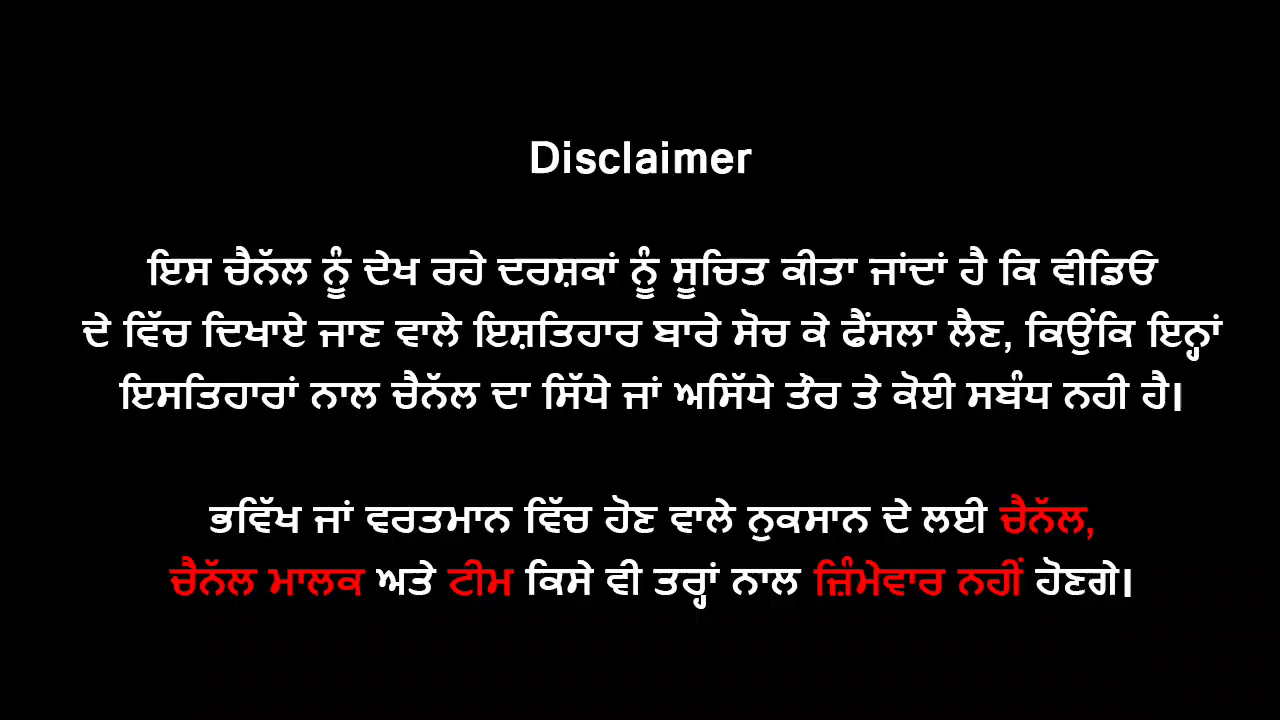 Disclaimer
ਇਸ ਚੈਨੱਲ ਨੂੰ ਦੇਖ ਰਹੇ ਦਰਸ਼ਕਾਂ ਨੂੰ ਸੂਚਿਤ ਕੀਤਾ ਜਾਂਦਾਂ ਹੈ ਕਿ ਵੀਡਿਓ
ਦੇ ਵਿੱਚ ਦਿਖਾਏ ਜਾਣ ਵਾਲੇ ਇਸ਼ਤਿਹਾਰ ਬਾਰੇ ਸੋਚ ਕੇ ਫੈਂਸਲਾ ਲੈਣ, ਕਿਉਂਕਿ ਇਨ੍ਹਾਂ
ਇਸਤਿਹਾਰਾਂ ਨਾਲ ਚੈਨੱਲ ਦਾ ਸਿੱਧੇ ਜਾਂ ਅਸਿੱਧੇ ਤੌਰ ਤੇ ਕੋਈ ਸਬੰਧ ਨਹੀ ਹੈ।
ਭਵਿੱਖ ਜਾਂ ਵਰਤਮਾਨ ਵਿੱਚ ਹੋਣ ਵਾਲੇ ਨੁਕਸਾਨ ਦੇ ਲਈ ਚੈਨੱਲ,
ਚੈਨੱਲ ਮਾਲਕ ਅਤੇ ਟੀਮ ਕਿਸੇ ਵੀ ਤਰ੍ਹਾਂ ਨਾਲ ਜ਼ਿੰਮੇਵਾਰ ਨਹੀਂ ਹੋਣਗੇ।